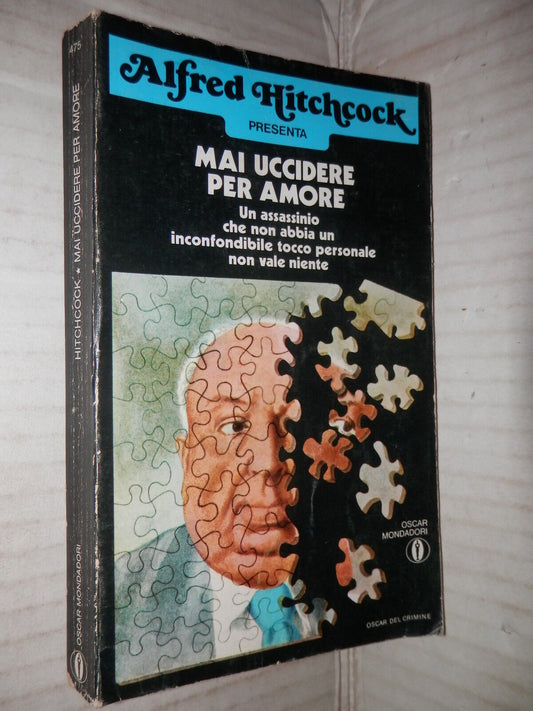 Alfred Hitchcock
PRESENTA
MAI UCCIDERE
PER AMORE
Un assassinio
che non abbia un
inconfondibile tocco personale
non vale niente
OSCAR
MONDADORI
OSCAR DEL CRIMINE
475
HITCHCOCK ★ MAI UCCIDERE PER AMORE
OSCAR MONDADORI